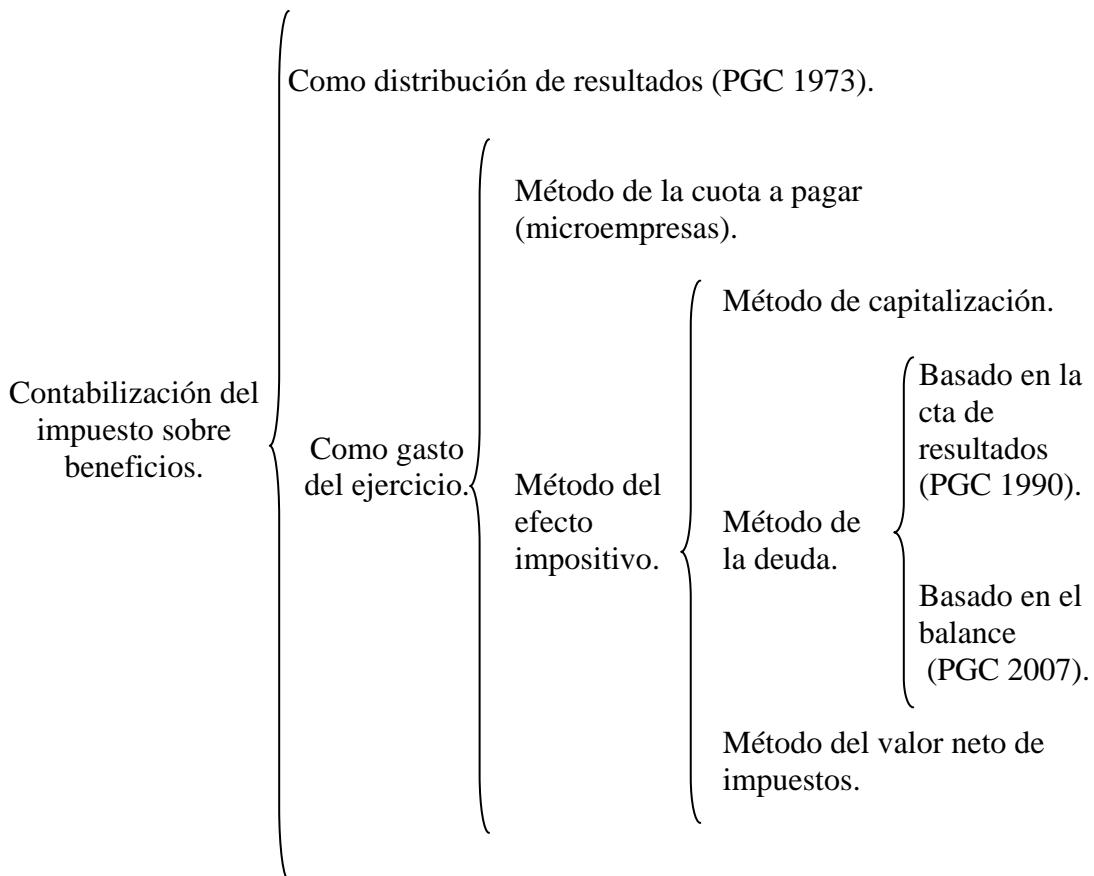 Como distribución de resultados (PGC 1973).
Método de la cuota a pagar
(microempresas).
Método de capitalización.
Contabilización del
impuesto sobre
beneficios.
Como gasto
del ejercicio.
Método del
efecto
impositivo.
Método de
la deuda.
Basado en la
cta de
resultados
(PGC 1990).
Basado en el
balance
(PGC 2007).
Método del valor neto de
impuestos.